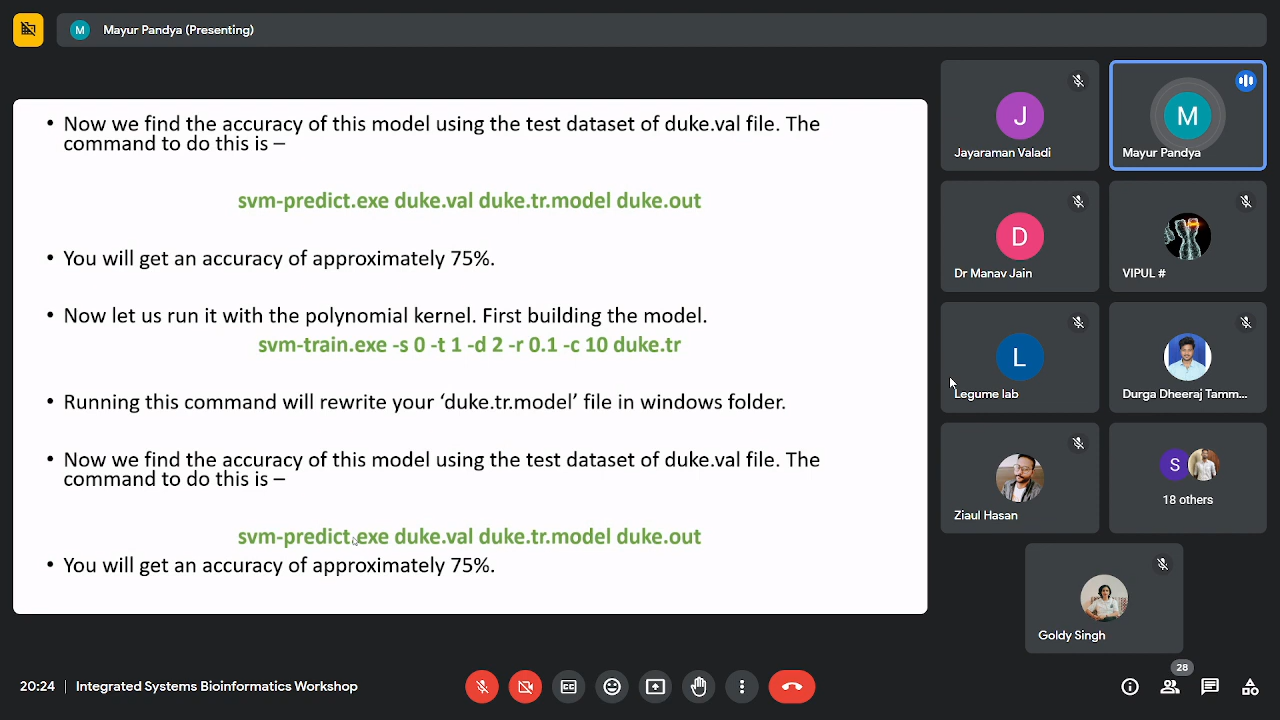 M Mayur Pandya (Presenting)
• Now we find the accuracy of this model using the test dataset of duke.val file. The
command to do this is –
svm-predict.exe duke.val duke.tr.model duke.out
• You will get an accuracy of approximately 75%.
• Now let us run it with the polynomial kernel. First building the model.
svm-train.exe -s 0 -t 1 -d 2 -r 0.1 -c 10 duke.tr
• Running this command will rewrite your ‘duke.tr.model’ file in windows folder.
• Now we find the accuracy of this model using the test dataset of duke.val file. The
command to do this is –
svm-predict.exe duke.val duke.tr.model duke.out
• You will get an accuracy of approximately 75%.
J
Jayaraman Valadi
M
Mayur Pandya
D
Dr Manav Jain
VIPUL #
L
Legume lab
Durga Dheeraj Tamm...
Ziaul Hasan
S
18 others
Goldy Singh
20:24 | Integrated Systems Bioinformatics Workshop
28